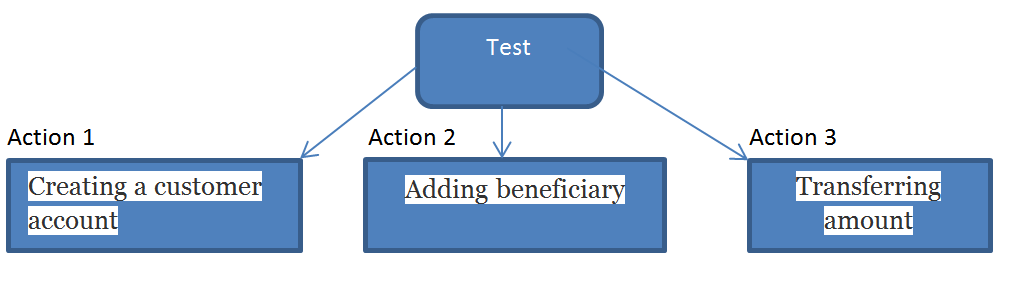 Test
Action 1
Creating a customer
account
Action 2
Adding beneficiary
Action 3
Transferring
amount